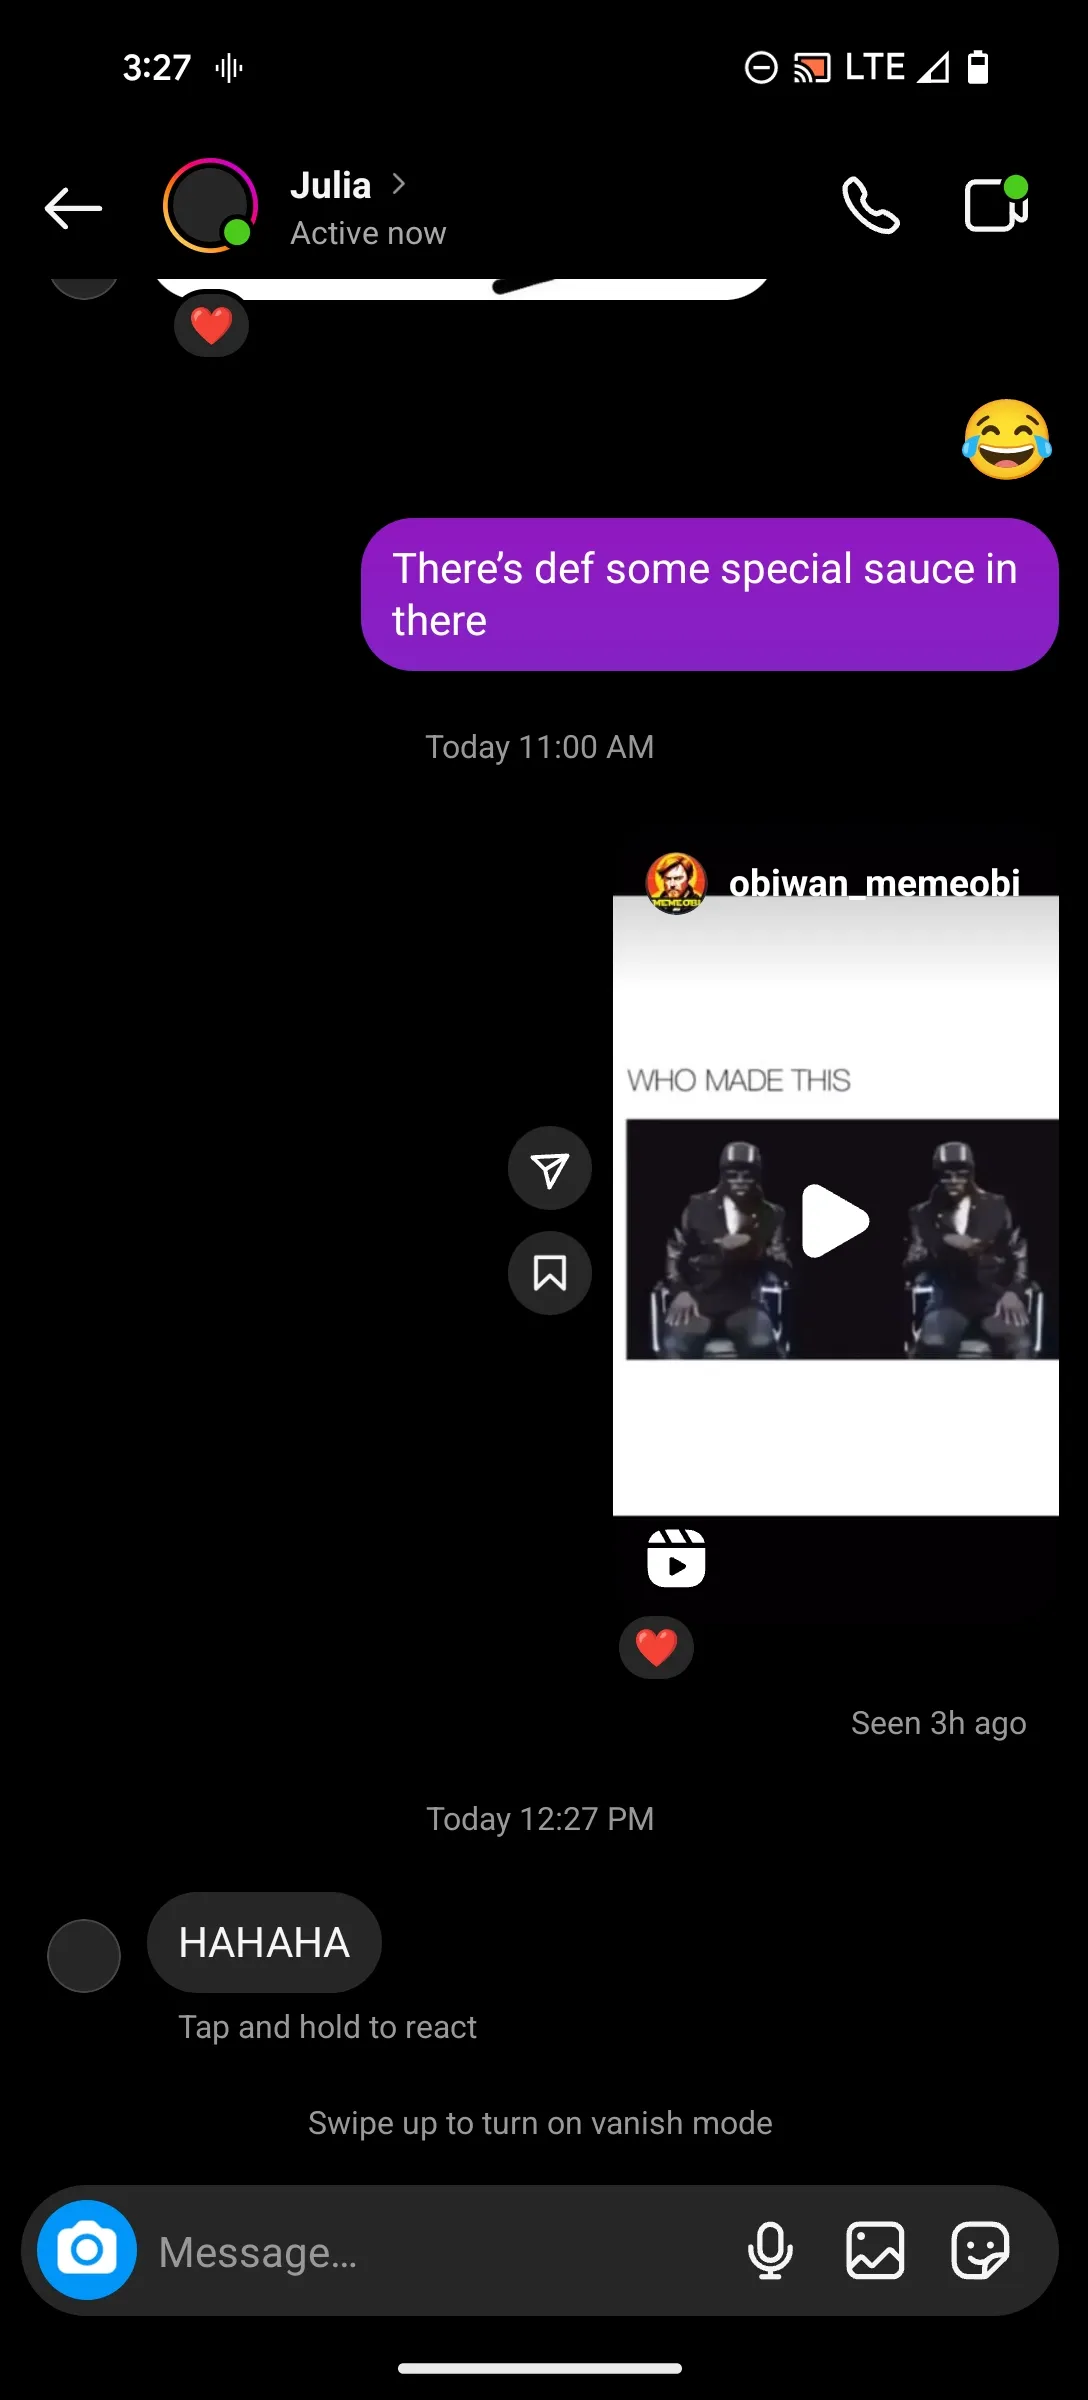 3:27
LTE
Julia
Active now
There’s def some special sauce in
there
Today 11:00 AM
obiwan_memeobi
MEMEOBI
WHO MADE THIS
Seen 3h ago
Today 12:27 PM
HAHAHA
Tap and hold to react
Swipe up to turn on vanish mode
Message…